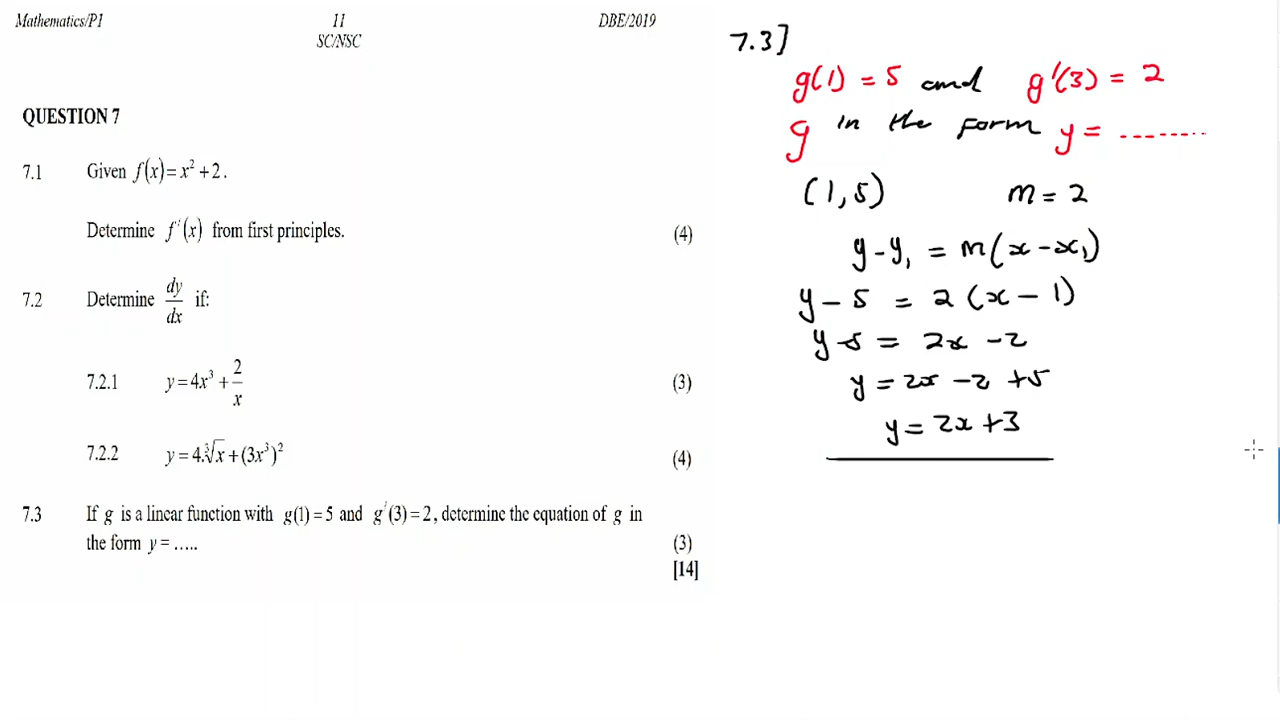 Mathematics/P1 11 DBE/2019
SC/NSC
QUESTION 7
7.1 Given f(x) = x² + 2.
Determine f'(x) from first principles. (4)
7.2 Determine dy/dx if:
7.2.1 y = 4x³ + 2/x (3)
7.2.2 y = 4.∛x + (3x³)² (4)
7.3 If g is a linear function with g(1) = 5 and g'(3) = 2, determine the equation of g in
the form y = ….. (3)
[14]
7.3]
g(1) = 5 and g'(3) = 2
g in the form y = ........
(1,5) m = 2
y - y₁ = m(x - x₁)
y - 5 = 2(x - 1)
y - 5 = 2x - 2
y = 2x - 2 + 5
y = 2x + 3